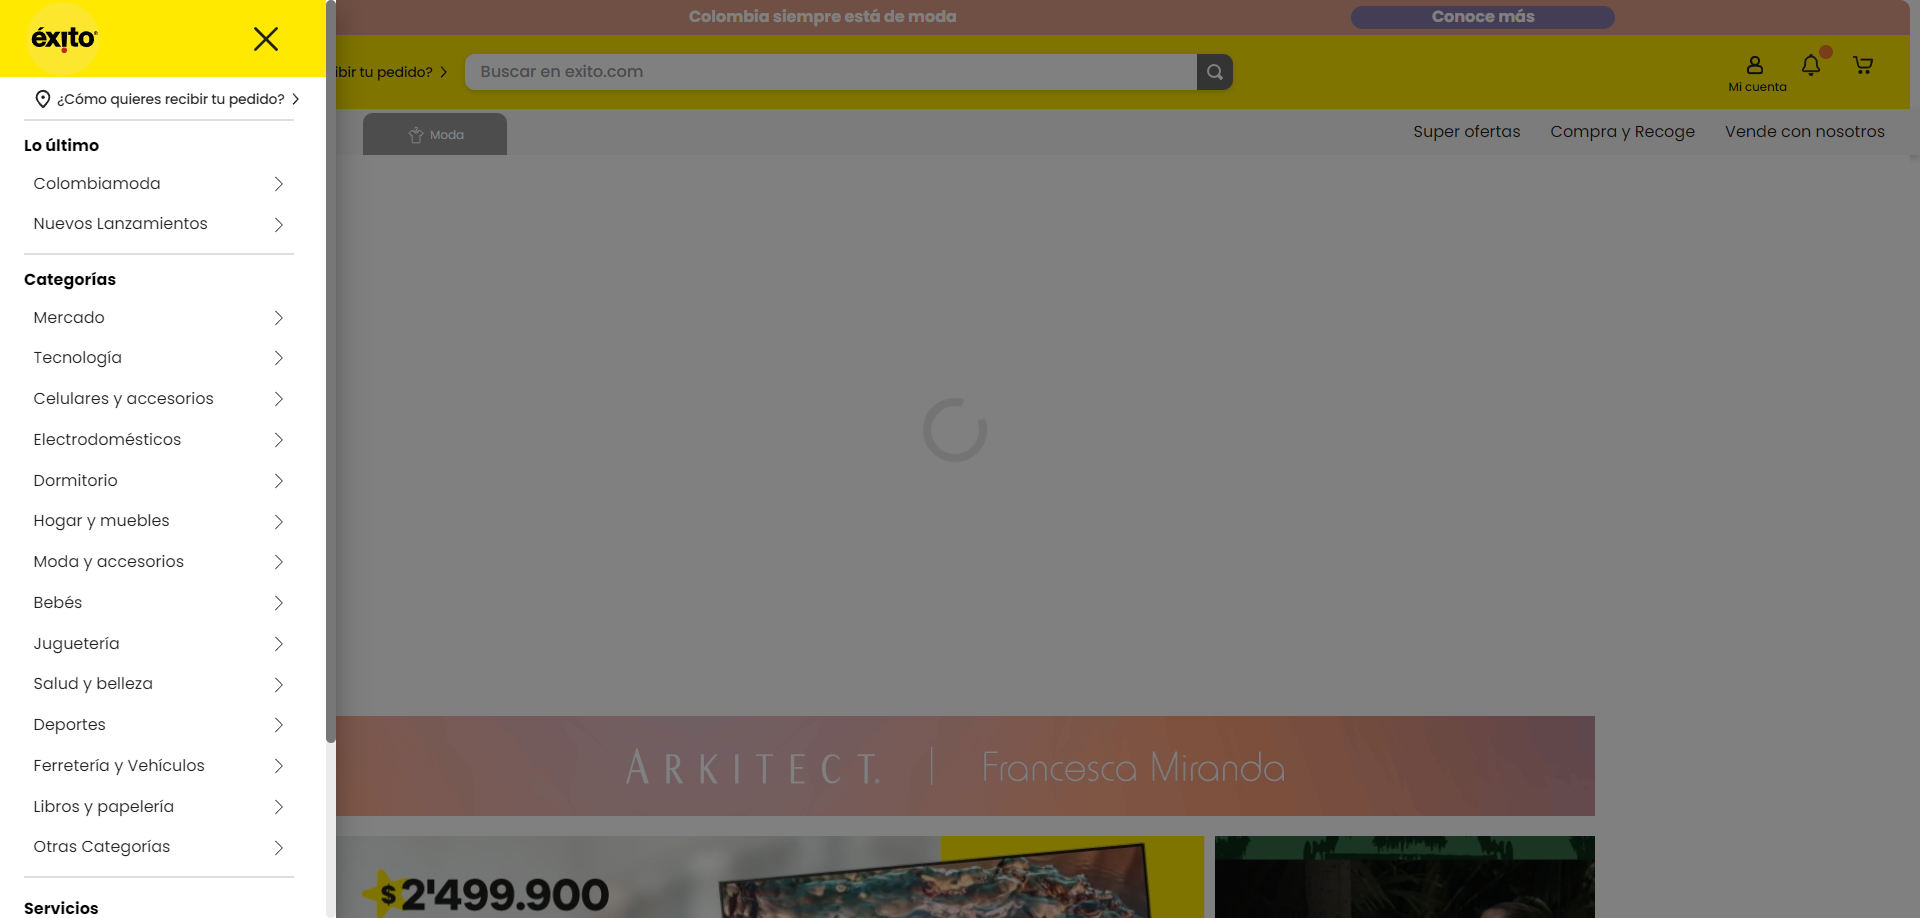 éxito
¿Cómo quieres recibir tu pedido?
Lo último
Colombiamoda
Nuevos Lanzamientos
Categorías
Mercado
Tecnología
Celulares y accesorios
Electrodomésticos
Dormitorio
Hogar y muebles
Moda y accesorios
Bebés
Juguetería
Salud y belleza
Deportes
Ferretería y Vehículos
Libros y papelería
Otras Categorías
Servicios
Colombia siempre está de moda
Conoce más
ibir tu pedido?
Buscar en exito.com
Mi cuenta
Moda
Super ofertas
Compra y Recoge
Vende con nosotros
ARKITECT. | Francesca Miranda
$2'499.900